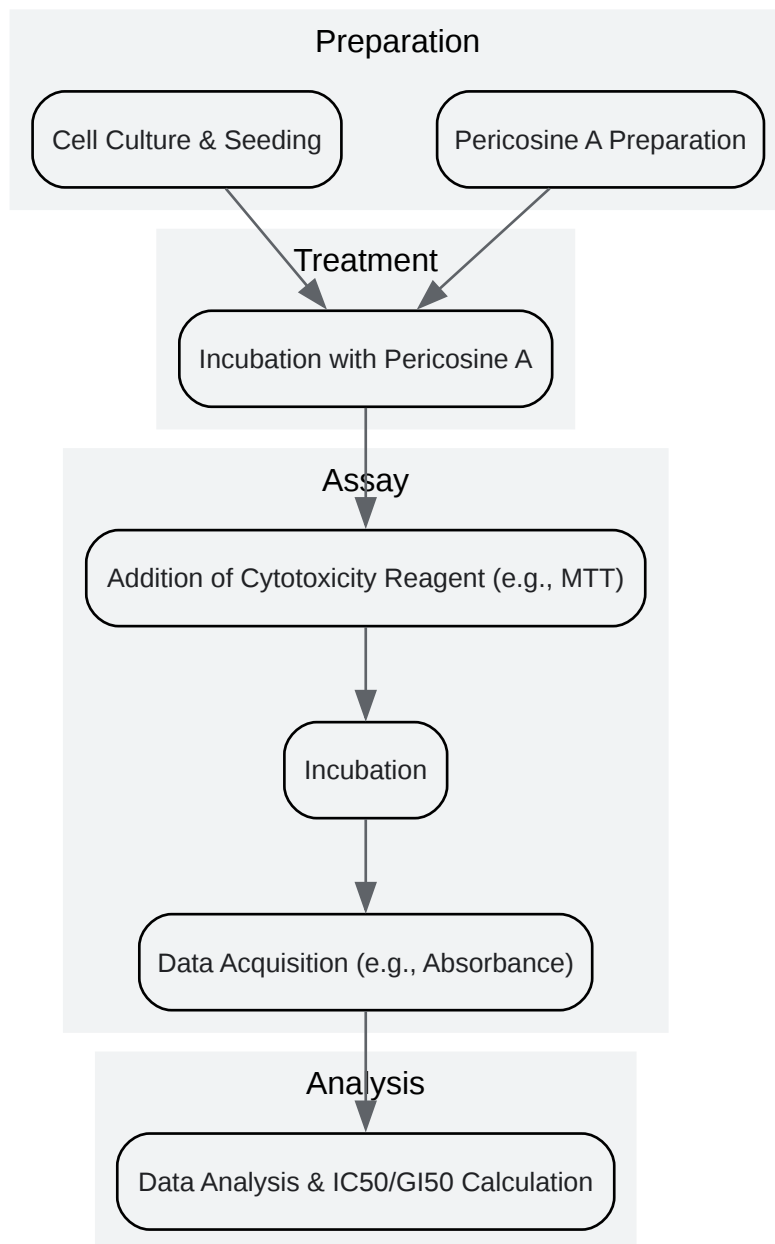 Preparation
Cell Culture & Seeding
Pericosine A Preparation
Treatment
Incubation with Pericosine A
Assay
Addition of Cytotoxicity Reagent (e.g., MTT)
Incubation
Data Acquisition (e.g., Absorbance)
Analysis
Data Analysis & IC50/GI50 Calculation